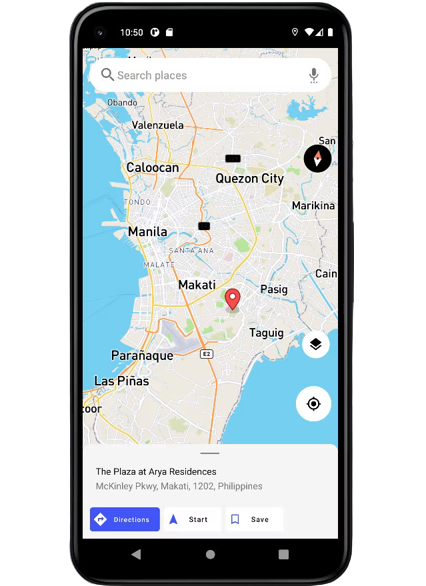 10:50
Search places
Obando
Valenzuela
San
Caloocan
Quezon City
TONDO
Marikina
Manila
SANTA ANA
MALATE
Cain
Makati
Pasig
Taguig
Parañaque
E2
Las Piñas
coor
The Plaza at Arya Residences
McKinley Pkwy, Makati, 1202, Philippines
Directions
Start
Save